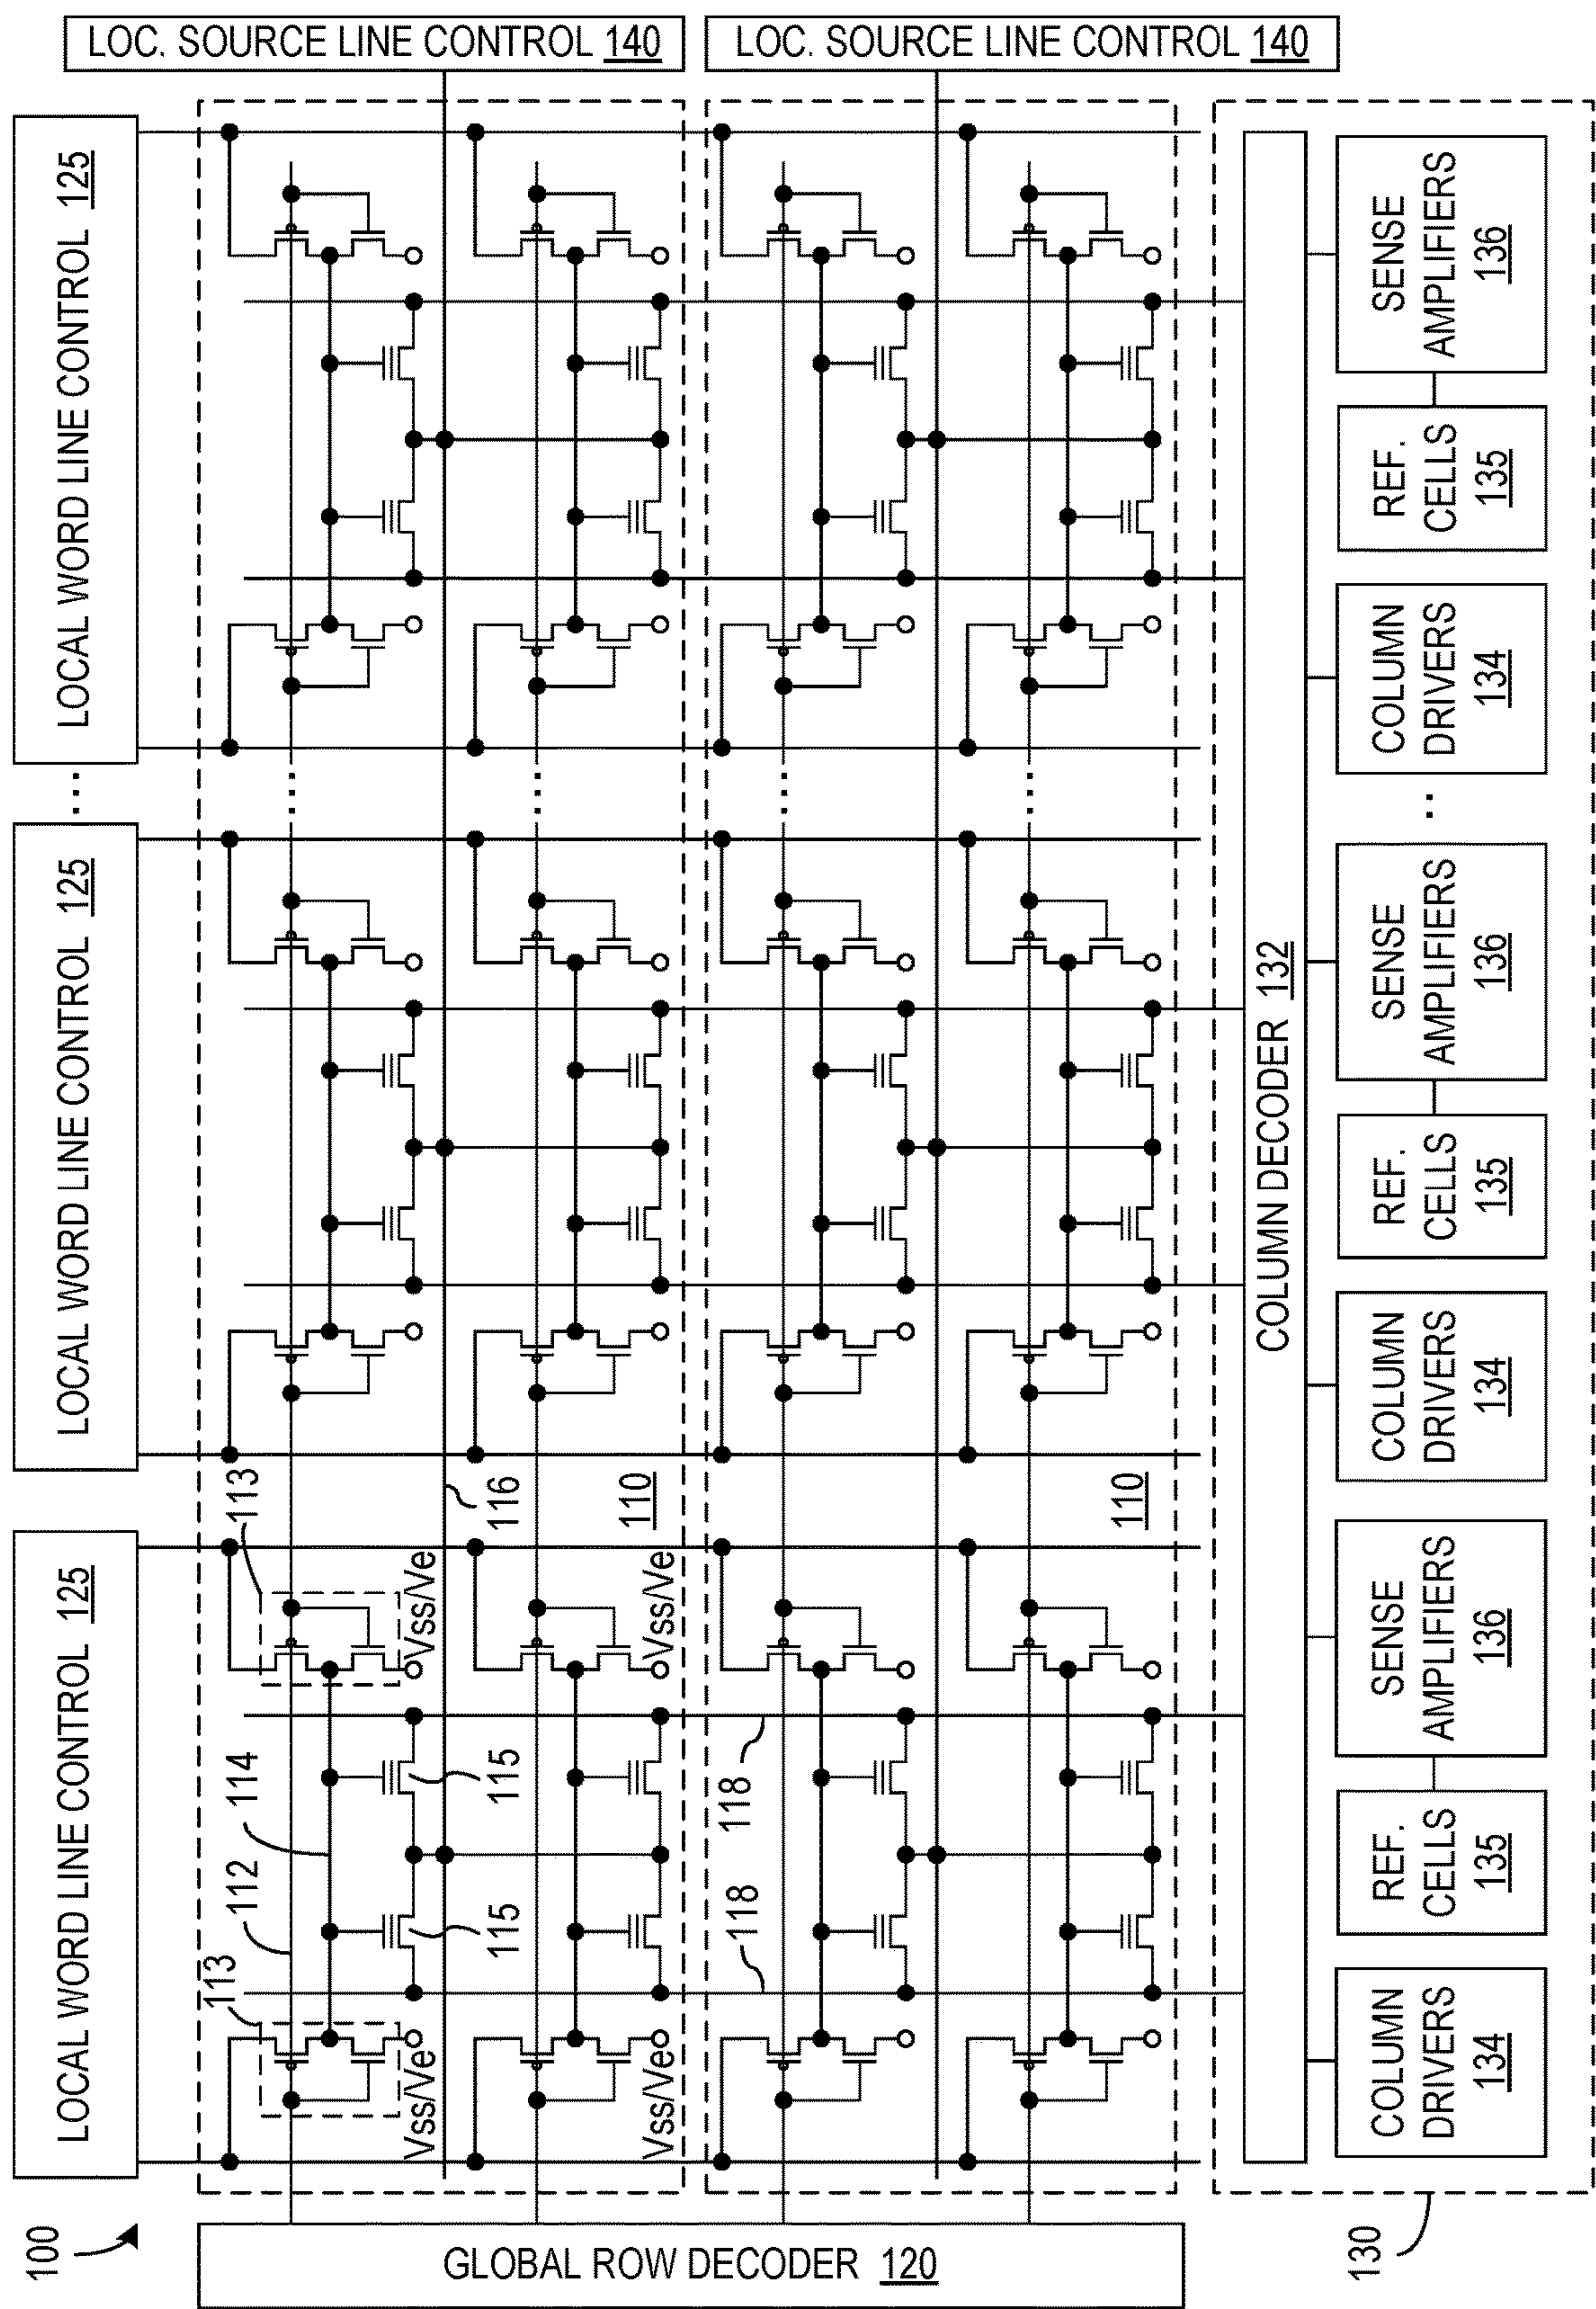 100
LOCAL WORD LINE CONTROL 125
LOCAL WORD LINE CONTROL 125
...
LOCAL WORD LINE CONTROL 125
GLOBAL ROW DECODER 120
LOC. SOURCE LINE CONTROL 140
LOC. SOURCE LINE CONTROL 140
113
112
114
113
...
Vss/Ve
Vss/Ve
115
115
116
...
Vss/Ve
Vss/Ve
110
118
118
...
...
110
COLUMN DECODER 132
130
COLUMN
DRIVERS
134
REF.
CELLS
135
SENSE
AMPLIFIERS
136
COLUMN
DRIVERS
134
REF.
CELLS
135
SENSE
AMPLIFIERS
136
..
COLUMN
DRIVERS
134
REF.
CELLS
135
SENSE
AMPLIFIERS
136